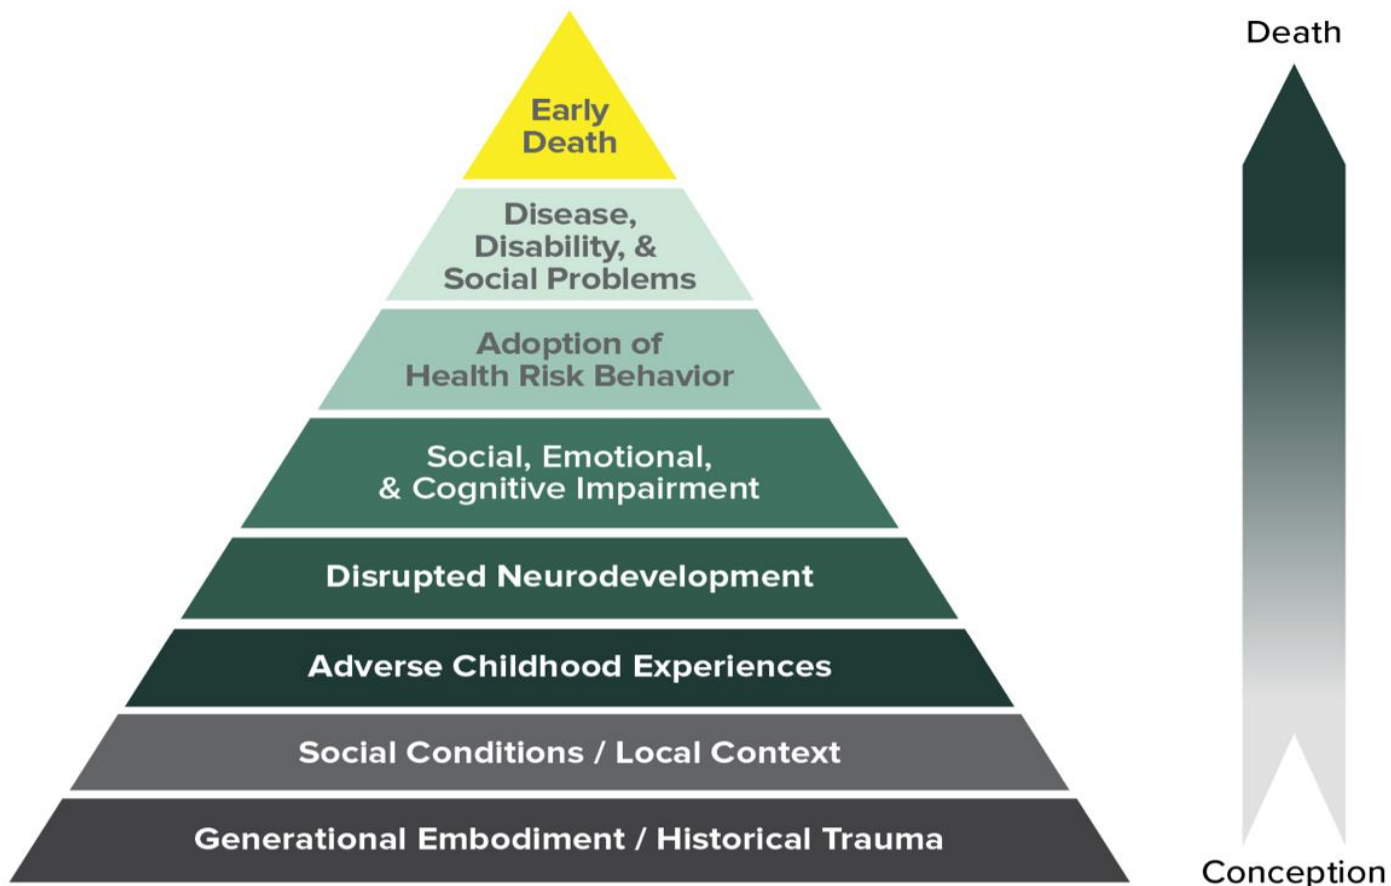 Death
Early
Death
Disease,
Disability, &
Social Problems
Adoption of
Health Risk Behavior
Social, Emotional,
& Cognitive Impairment
Disrupted Neurodevelopment
Adverse Childhood Experiences
Social Conditions / Local Context
Generational Embodiment / Historical Trauma
Conception